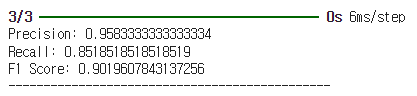 3/3 ━━━━━━━━━━━━━━━━━━━━ 0s 6ms/step
Precision: 0.9583333333333334
Recall: 0.8518518518518519
F1 Score: 0.9019607843137256
----------------------------------------------